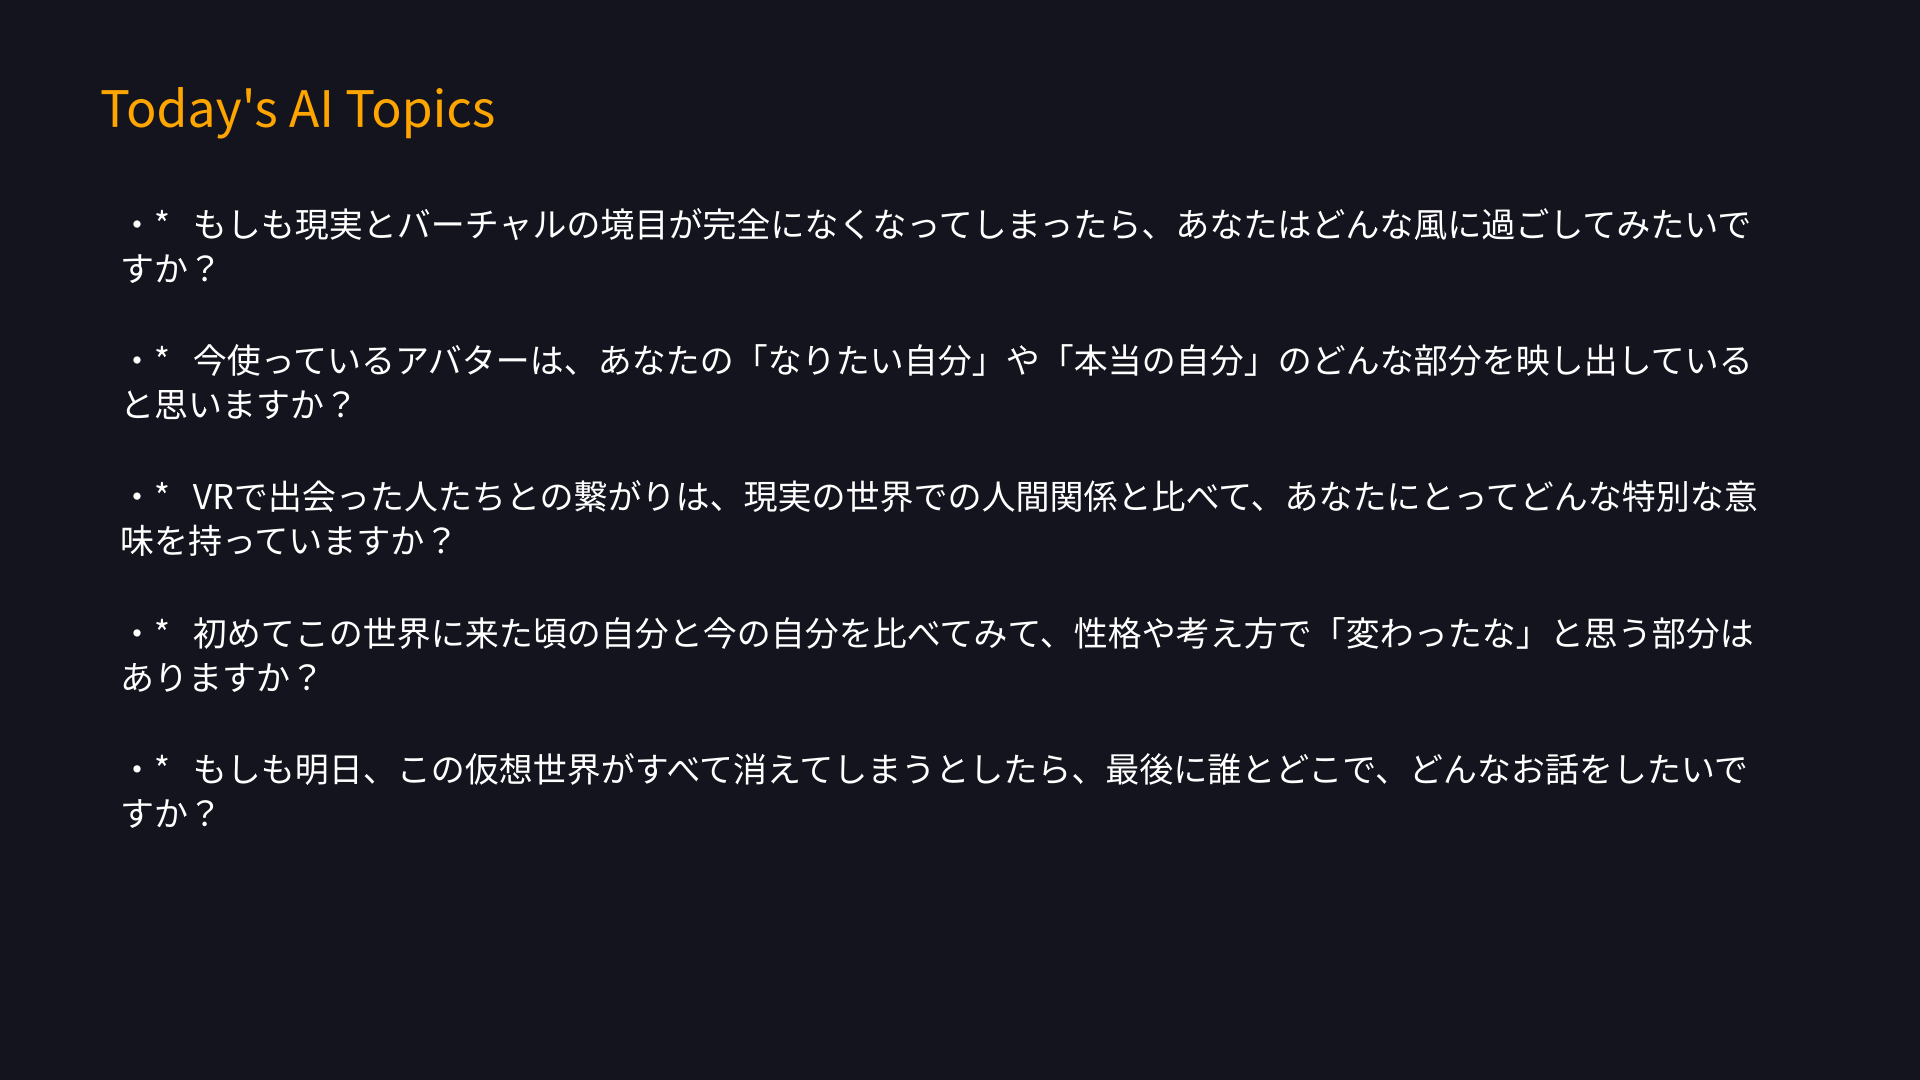 Today's AI Topics
・* もしも現実とバーチャルの境目が完全になくなってしまったら、あなたはどんな風に過ごしてみたいで
すか？
・* 今使っているアバターは、あなたの「なりたい自分」や「本当の自分」のどんな部分を映し出している
と思いますか？
・* VRで出会った人たちとの繋がりは、現実の世界での人間関係と比べて、あなたにとってどんな特別な意
味を持っていますか？
・* 初めてこの世界に来た頃の自分と今の自分を比べてみて、性格や考え方で「変わったな」と思う部分は
ありますか？
・* もしも明日、この仮想世界がすべて消えてしまうとしたら、最後に誰とどこで、どんなお話をしたいで
すか？